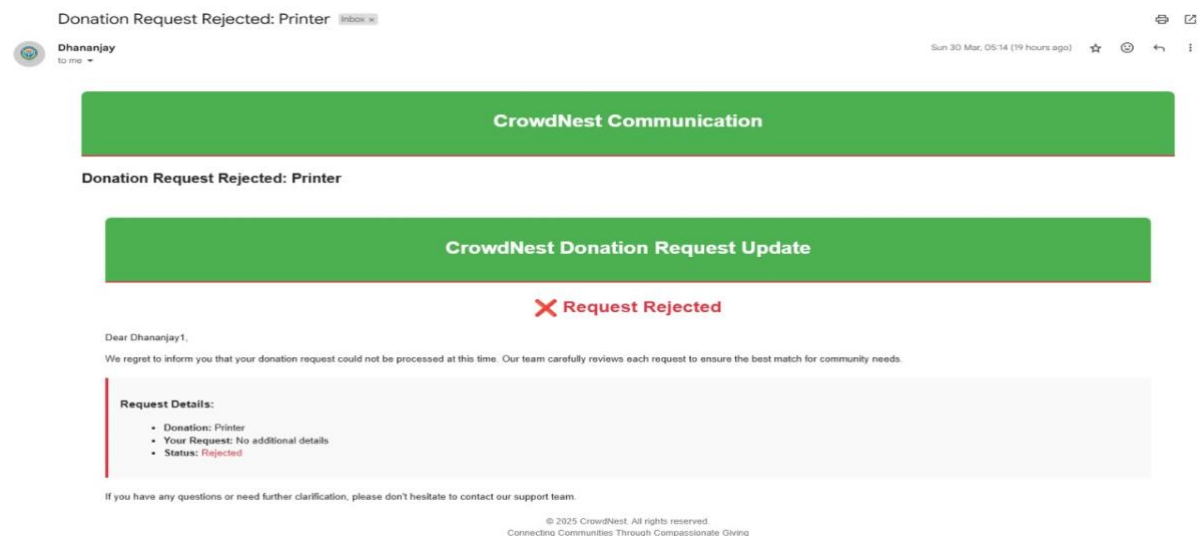 Donation Request Rejected: Printer Inbox x
Dhananjay
Sun 30 Mar, 05:14 (19 hours ago)
to me
CrowdNest Communication
Donation Request Rejected: Printer
CrowdNest Donation Request Update
❌ Request Rejected
Dear Dhananjay1,
We regret to inform you that your donation request could not be processed at this time. Our team carefully reviews each request to ensure the best match for community needs.
Request Details:
• Donation: Printer
• Your Request: No additional details
• Status: Rejected
If you have any questions or need further clarification, please don't hesitate to contact our support team.
© 2025 CrowdNest. All rights reserved.
Connecting Communities Through Compassionate Giving